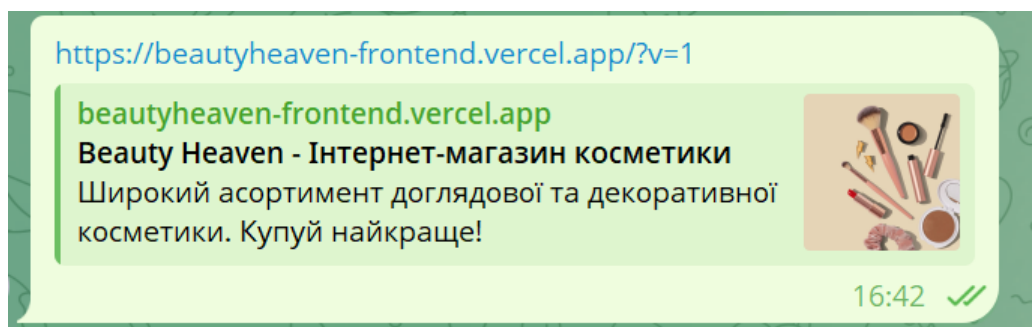 https://beautyheaven-frontend.vercel.app/?v=1
beautyheaven-frontend.vercel.app
Beauty Heaven - Інтернет-магазин косметики
Широкий асортимент доглядової та декоративної
косметики. Купуй найкраще!
16:42